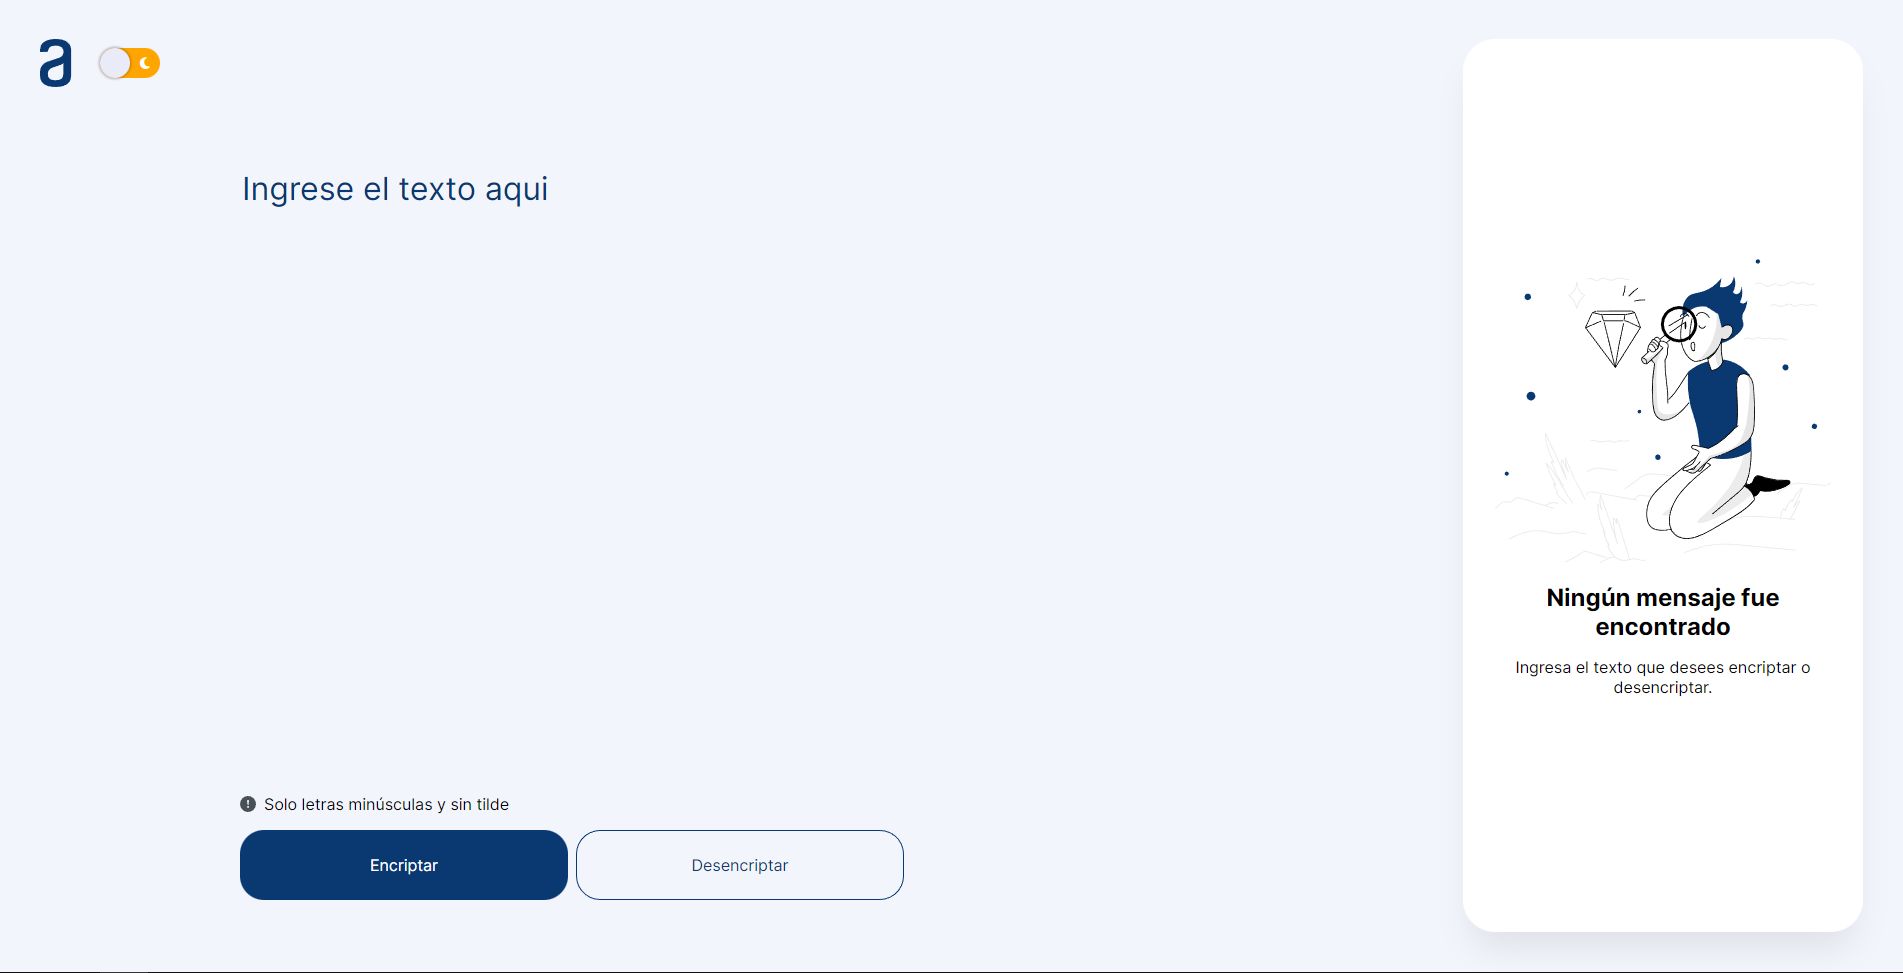 a
Ingrese el texto aqui
Ningún mensaje fue
encontrado
Ingresa el texto que desees encriptar o
desencriptar.
Solo letras minúsculas y sin tilde
Encriptar
Desencriptar